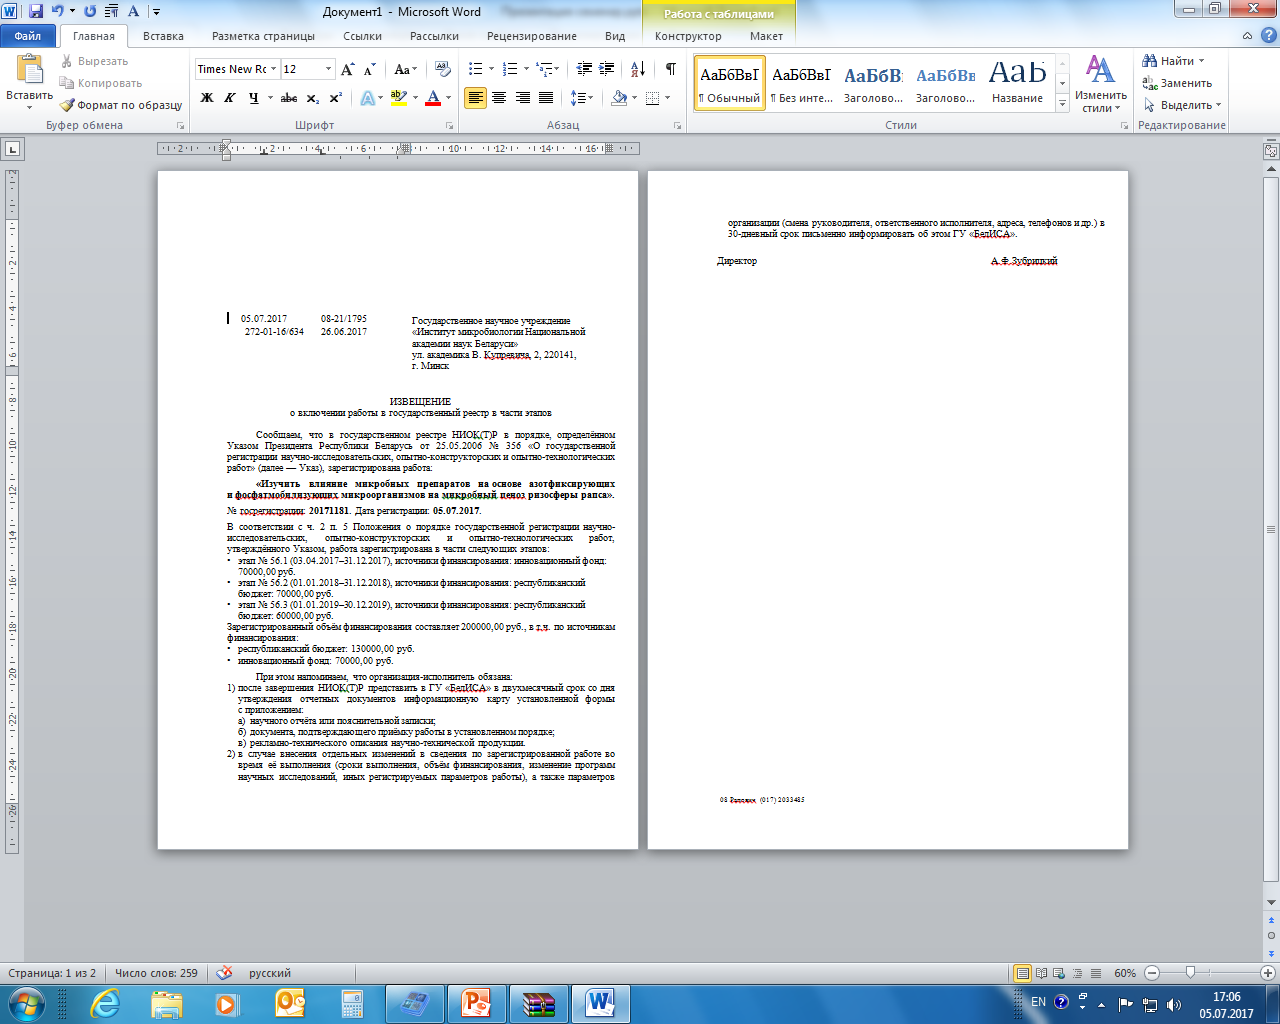 Документ1 - Microsoft Word
Работа с таблицами
Файл
Главная
Вставка
Разметка страницы
Ссылки
Рассылки
Рецензирование
Вид
Конструктор
Макет
Вставить
Вырезать
Копировать
Формат по образцу
Буфер обмена
Times New Rc
12
Шрифт
Абзац
АаБбВвГ
¶ Обычный
АаБбВвГ
¶ Без инте...
АаБбВ
Заголово...
АаБбВв
Заголово...
АаБ
Название
Стили
Изменить
стили
Найти
Заменить
Выделить
Редактирование
05.07.2017 08-21/1795
272-01-16/634 26.06.2017
Государственное научное учреждение
«Институт микробиологии Национальной
академии наук Беларуси»
ул. академика В. Купревича, 2, 220141,
г. Минск
ИЗВЕЩЕНИЕ
о включении работы в государственный реестр в части этапов
Сообщаем, что в государственном реестре НИОК(Т)Р в порядке, определённом
Указом Президента Республики Беларусь от 25.05.2006 № 356 «О государственной
регистрации научно-исследовательских, опытно-конструкторских и опытно-технологических
работ» (далее — Указ), зарегистрирована работа:
«Изучить влияние микробных препаратов на основе азотфиксирующих
и фосфатмобилизующих микроорганизмов на микробный ценоз ризосферы рапса».
№ госрегистрации: 20171181. Дата регистрации: 05.07.2017.
В соответствии с ч. 2 п. 5 Положения о порядке государственной регистрации научно-
исследовательских, опытно-конструкторских и опытно-технологических работ,
утверждённого Указом, работа зарегистрирована в части следующих этапов:
• этап № 56.1 (03.04.2017–31.12.2017), источники финансирования: инновационный фонд:
70000,00 руб.
• этап № 56.2 (01.01.2018–31.12.2018), источники финансирования: республиканский
бюджет: 70000,00 руб.
• этап № 56.3 (01.01.2019–30.12.2019), источники финансирования: республиканский
бюджет: 60000,00 руб.
Зарегистрированный объём финансирования составляет 200000,00 руб., в т.ч. по источникам
финансирования:
• республиканский бюджет: 130000,00 руб.
• инновационный фонд: 70000,00 руб.
При этом напоминаем, что организация-исполнитель обязана:
1) после завершения НИОК(Т)Р представить в ГУ «БелИСА» в двухмесячный срок со дня
утверждения отчетных документов информационную карту установленной формы
с приложением:
а) научного отчёта или пояснительной записки;
б) документа, подтверждающего приёмку работы в установленном порядке;
в) рекламно-технического описания научно-технической продукции.
2) в случае внесения отдельных изменений в сведения по зарегистрированной работе во
время её выполнения (сроки выполнения, объём финансирования, изменение программ
научных исследований, иных регистрируемых параметров работы), а также параметров
организации (смена руководителя, ответственного исполнителя, адреса, телефонов и др.) в
30-дневный срок письменно информировать об этом ГУ «БелИСА».
Директор А.Ф.Зубрицкий
(017) 2033485
Страница: 1 из 2
Число слов: 259
русский
60%
EN
17:06
05.07.2017